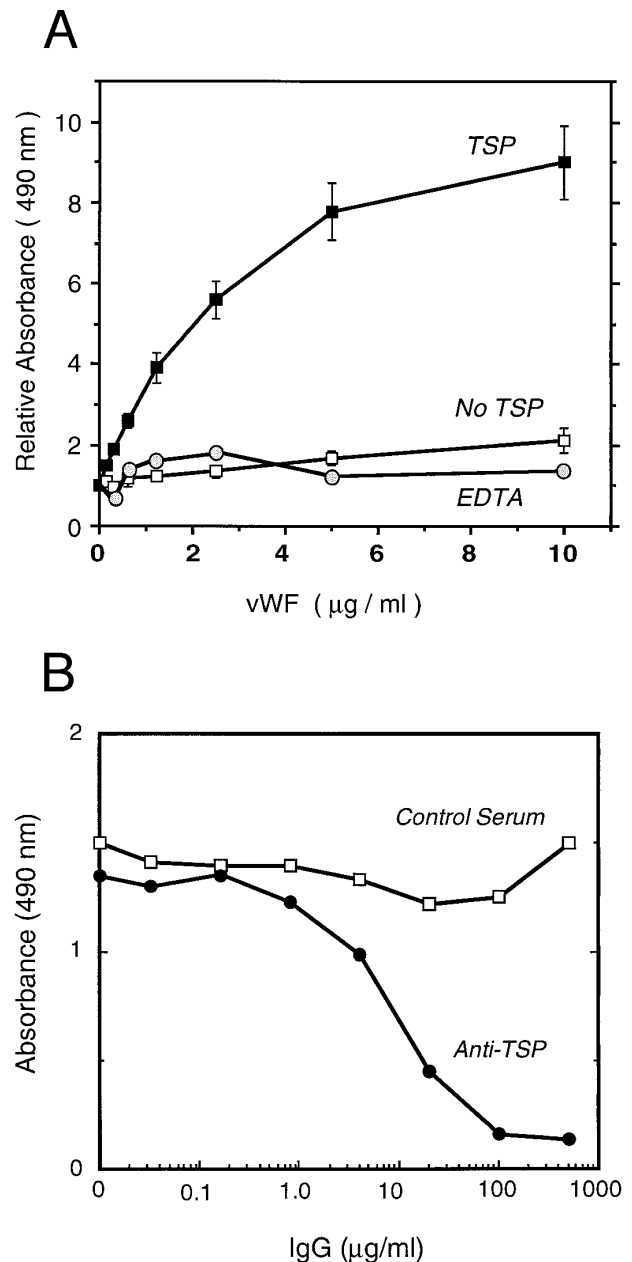 A
Relative Absorbance ( 490 nm )
10
8
6
4
2
0
TSP
No TSP
EDTA
0 2 4 6 8 10
vWF ( μg / ml )
B
Absorbance (490 nm)
2
1
0
Control Serum
Anti-TSP
0 0.1 1.0 10 100 1000
IgG (μg/ml)